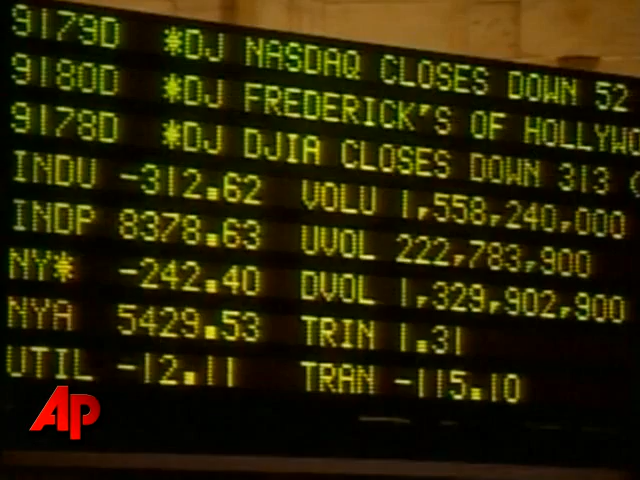 9179D *DJ NASDAQ CLOSES DOWN 52
9180D *DJ FREDERICK'S OF HOLLYWO
9178D *DJ DJIA CLOSES DOWN 313
INDU -312.62 VOLU 1,558,240,000
INDP 8378.63 UVOL 222,783,900
NY* -242.40 DVOL 1,329,902,900
NYA 5429.53 TRIN 1.31
UTIL -12.11 TRAN -115.10
AP